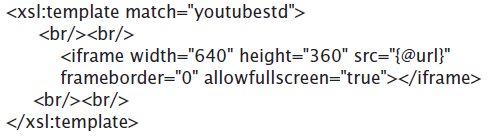 <xsl:template match="youtubestd">
<br/><br/>
<iframe width="640" height="360" src="{@url}"
frameborder="0" allowfullscreen="true"></iframe>
<br/><br/>
</xsl:template>